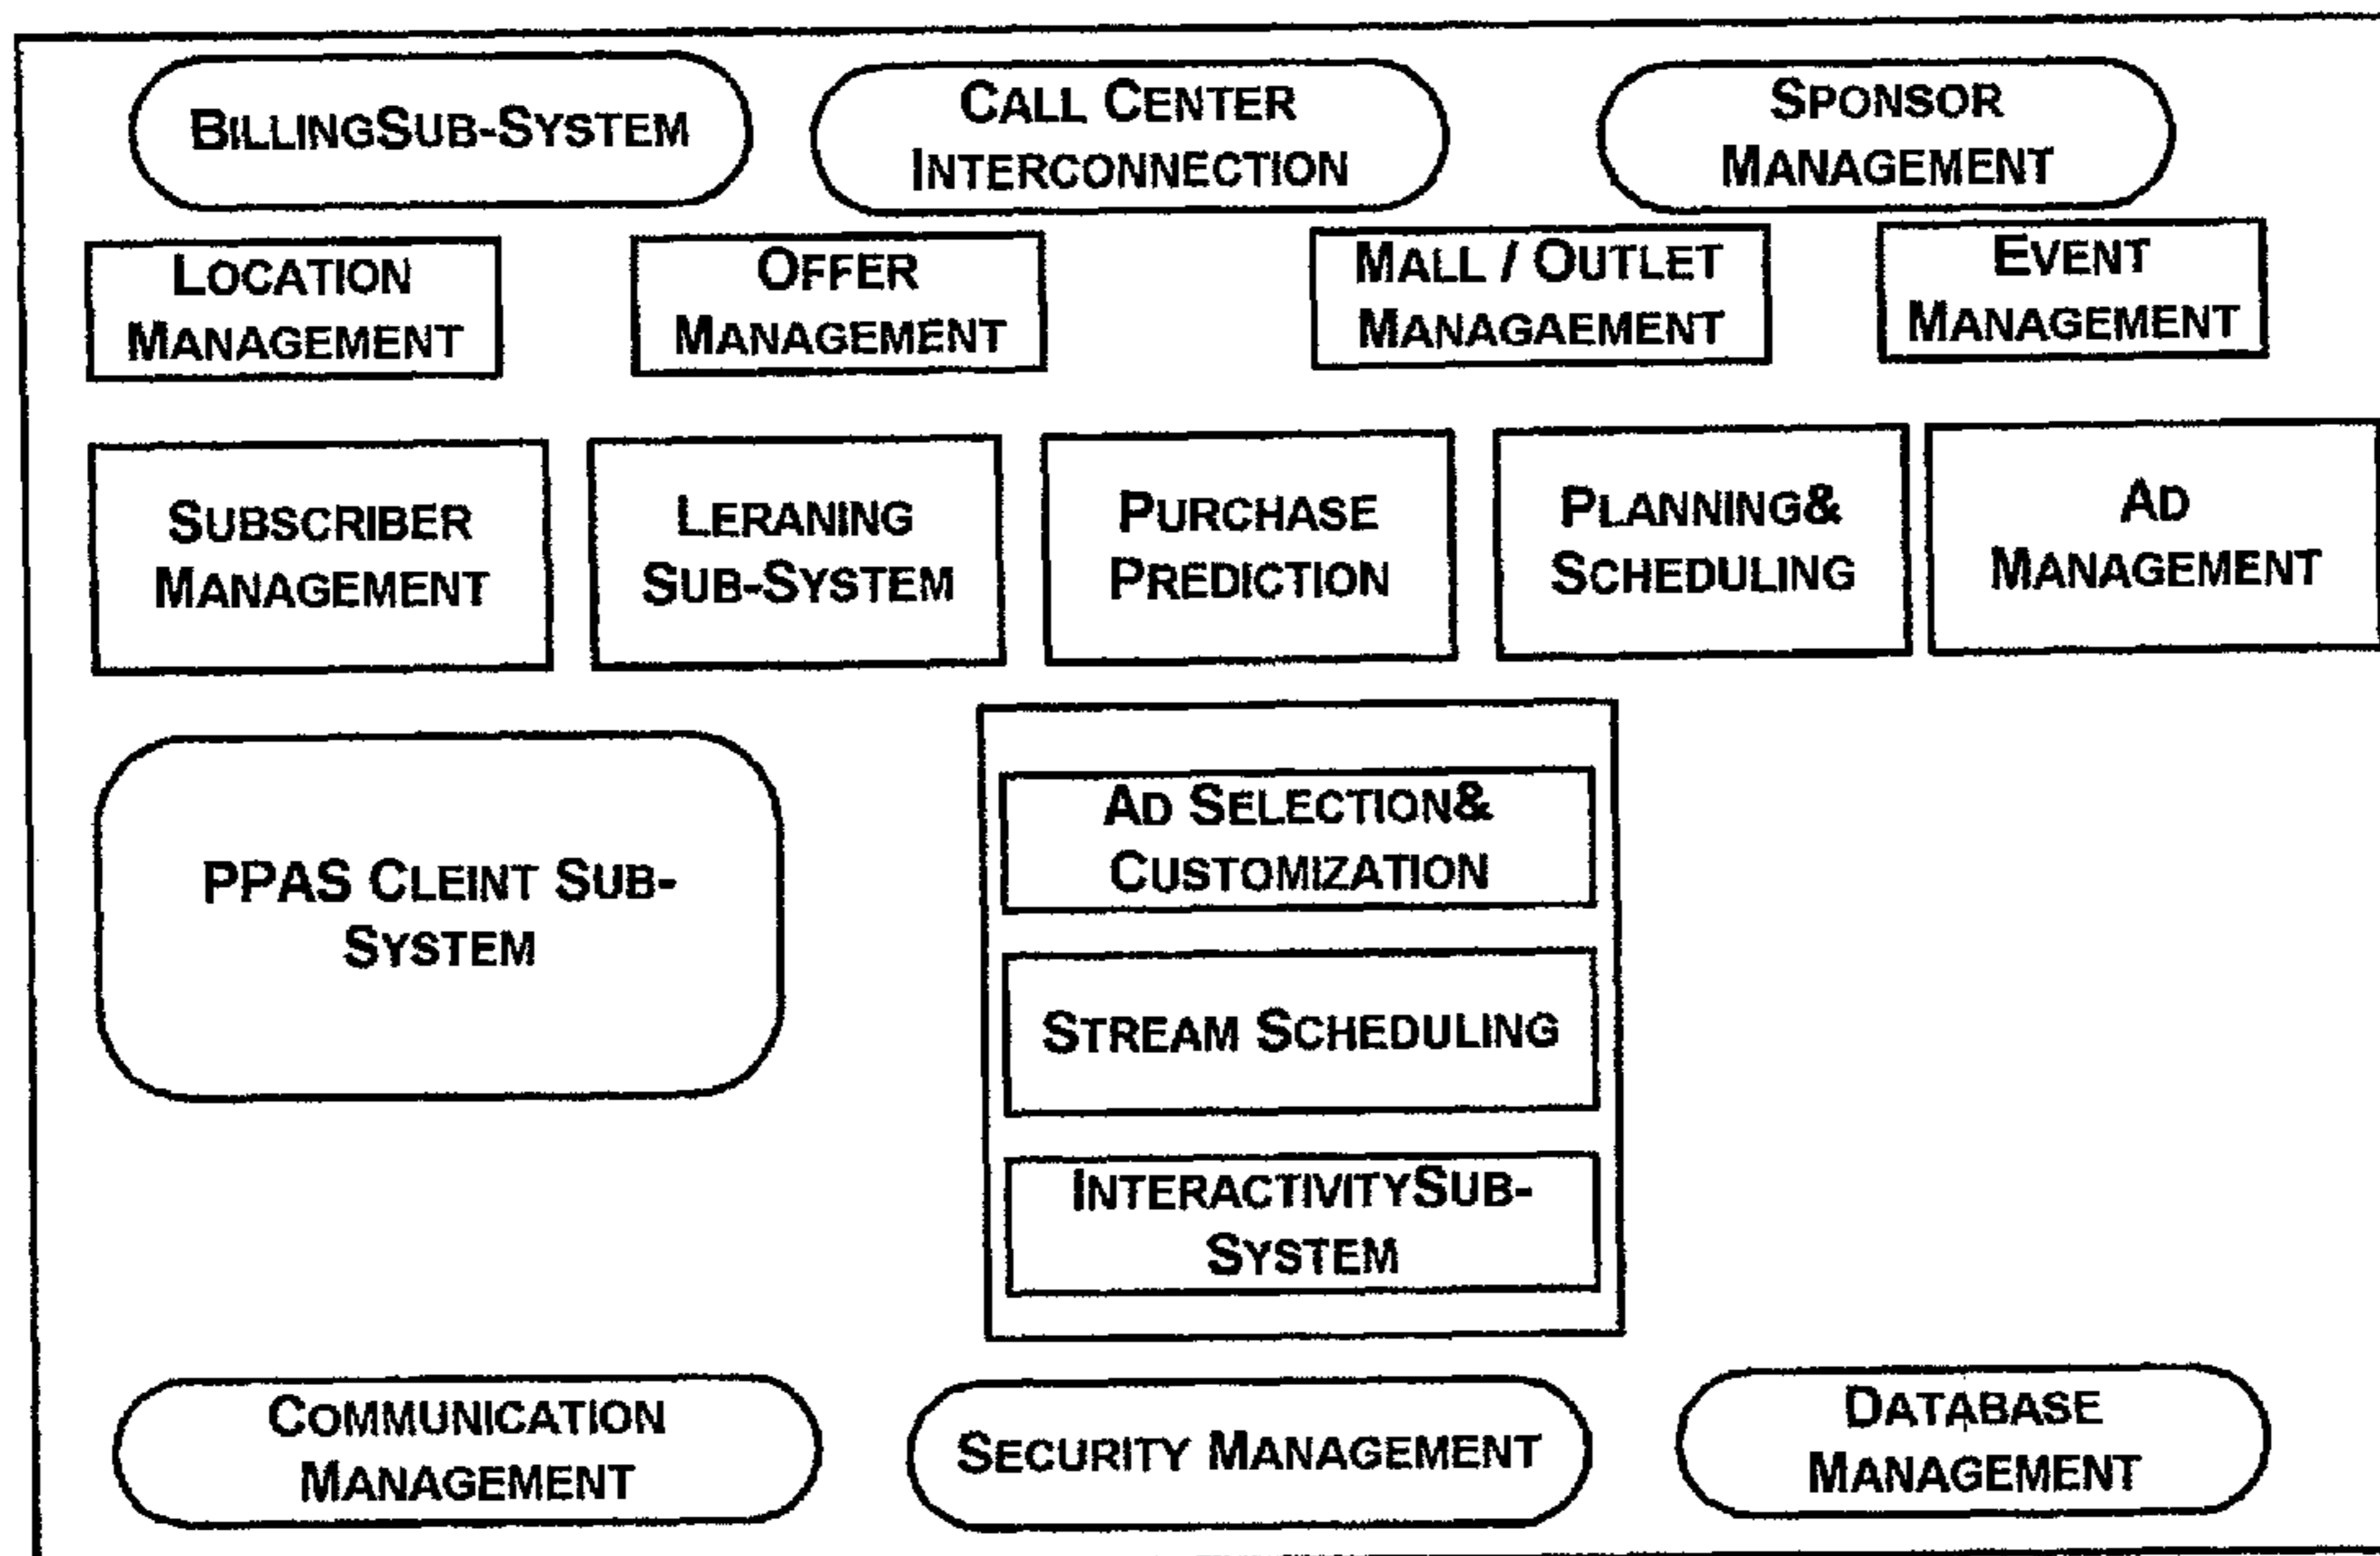 BILLINGSUB-SYSTEM
CALL CENTER
INTERCONNECTION
SPONSOR
MANAGEMENT
LOCATION
MANAGEMENT
OFFER
MANAGEMENT
MALL / OUTLET
MANAGAEMENT
EVENT
MANAGEMENT
SUBSCRIBER
MANAGEMENT
LERANING
SUB-SYSTEM
PURCHASE
PREDICTION
PLANNING&
SCHEDULING
AD
MANAGEMENT
PPAS CLEINT SUB-
SYSTEM
AD SELECTION&
CUSTOMIZATION
STREAM SCHEDULING
INTERACTIVITYSUB-
SYSTEM
COMMUNICATION
MANAGEMENT
SECURITY MANAGEMENT
DATABASE
MANAGEMENT